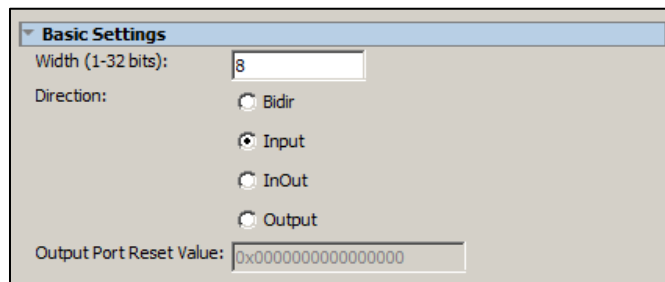 Basic Settings
Width (1-32 bits): 8
Direction: Bidir
Input
InOut
Output
Output Port Reset Value: 0x0000000000000000